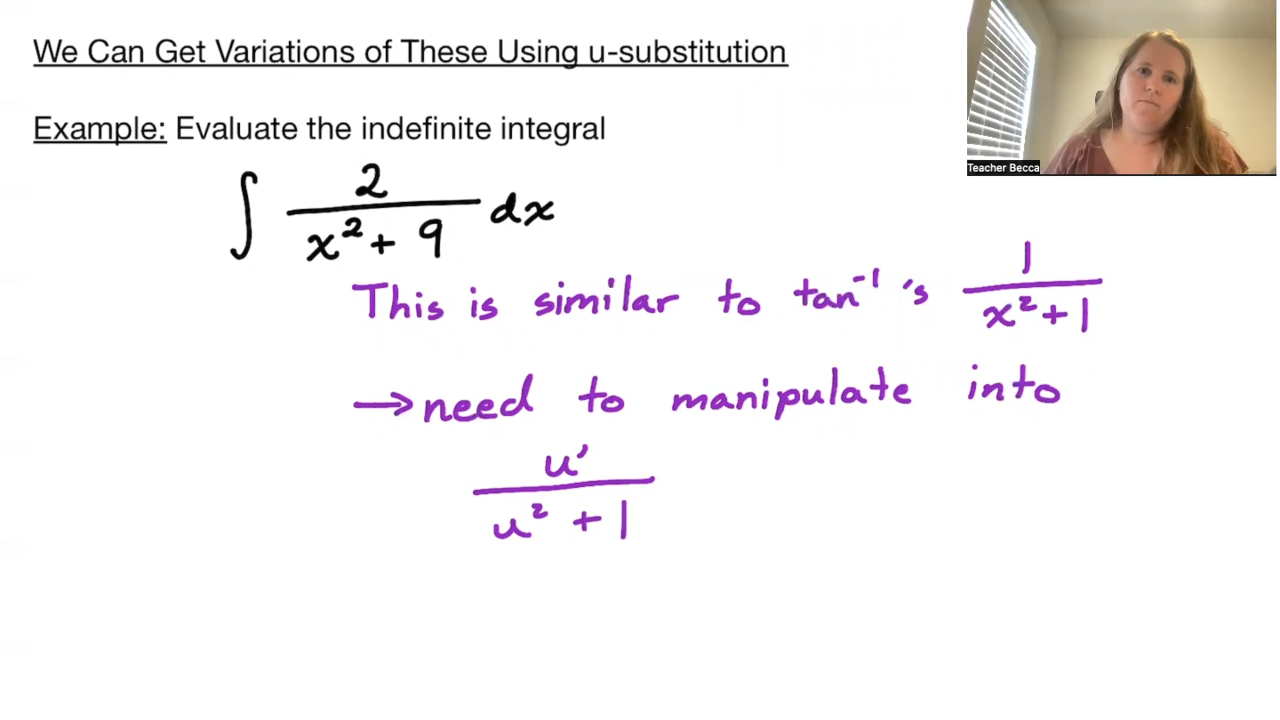 We Can Get Variations of These Using u-substitution
Teacher Becca
Example: Evaluate the indefinite integral
∫ 2/(x² + 9) dx
This is similar to tan⁻¹'s 1/(x² + 1)
→ need to manipulate into
u'/(u² + 1)